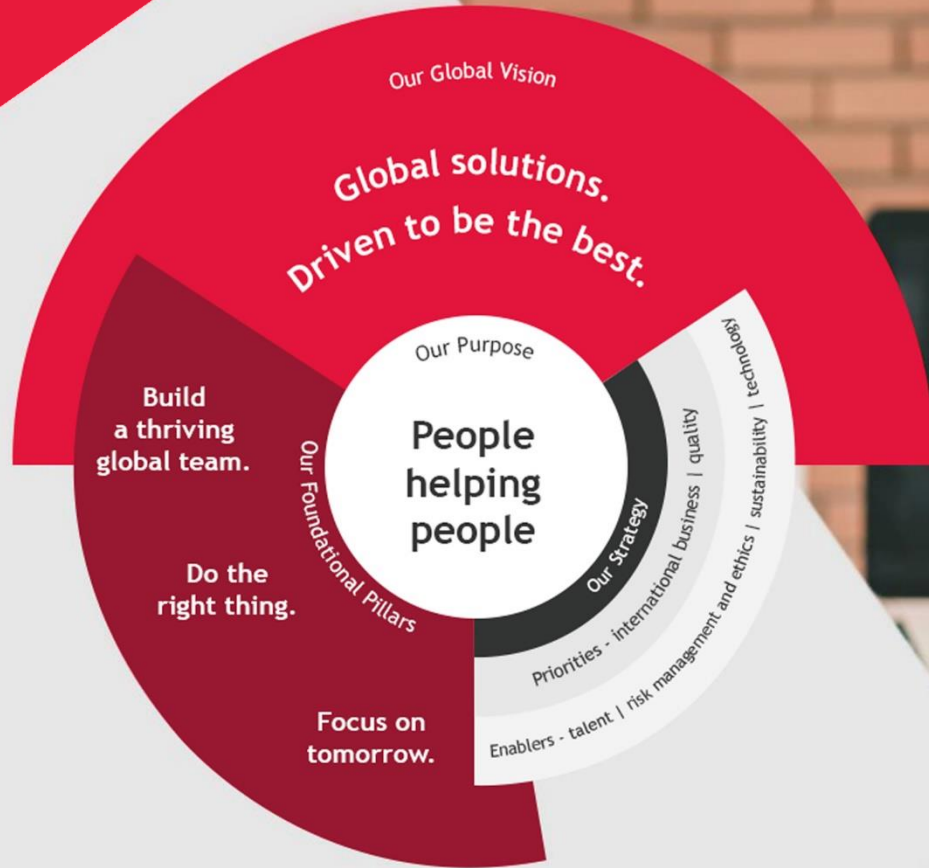 Our Global Vision
Global solutions.
Driven to be the best.
Our Purpose
People
helping
people
Our Foundational Pillars
Build
a thriving
global team.
Do the
right thing.
Focus on
tomorrow.
Our Strategy
Priorities - international business | quality
Enablers - talent | risk management and ethics | sustainability | technology